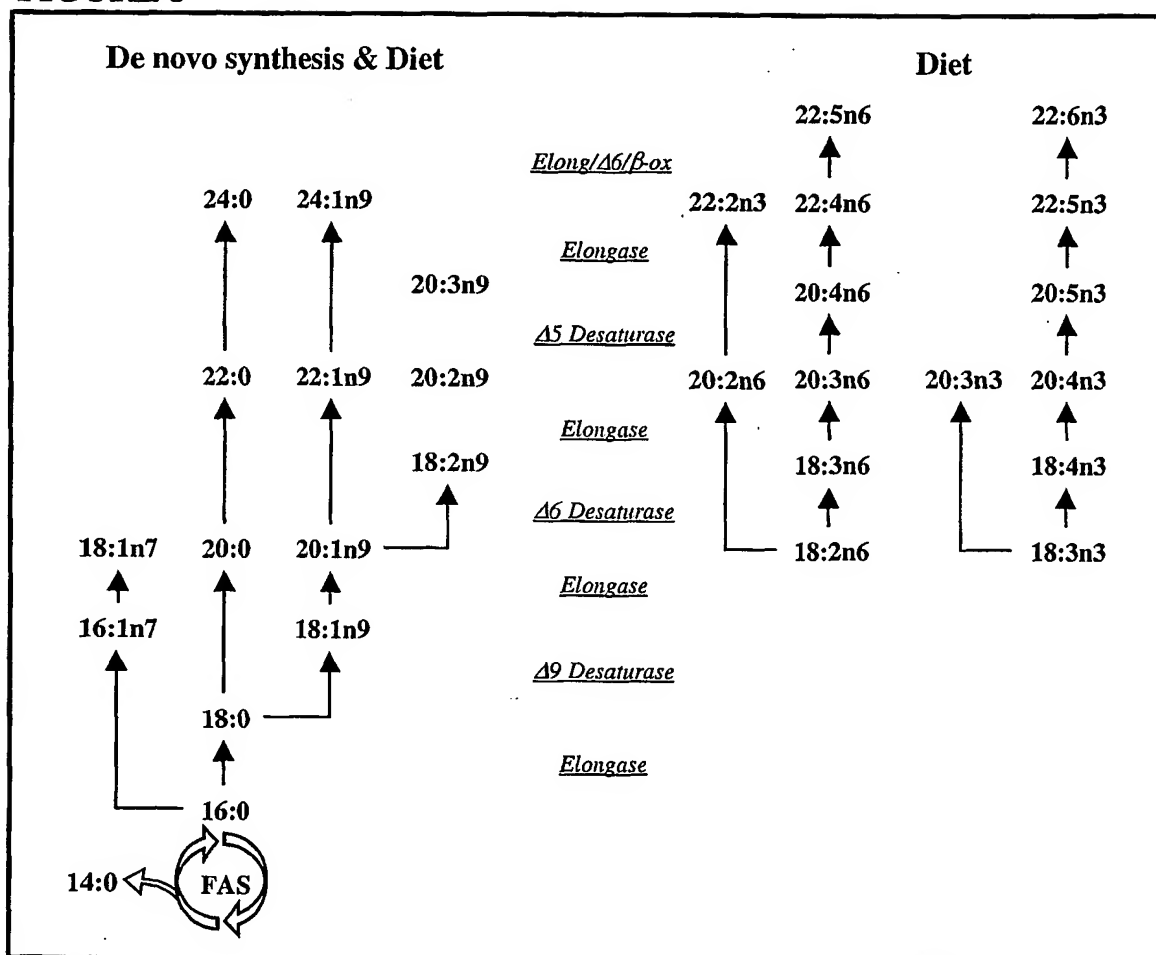 De novo synthesis & Diet
Diet
22:5n6 22:6n3
Elong/Δ6/β-ox
24:0 24:1n9 22:2n3 22:4n6 22:5n3
Elongase
20:3n9 20:4n6 20:5n3
Δ5 Desaturase
22:0 22:1n9 20:2n9 20:2n6 20:3n6 20:3n3 20:4n3
Elongase
18:2n9 18:3n6 18:4n3
Δ6 Desaturase
18:1n7 20:0 20:1n9 18:2n6 18:3n3
Elongase
16:1n7 18:1n9
Δ9 Desaturase
18:0
Elongase
16:0
14:0 FAS